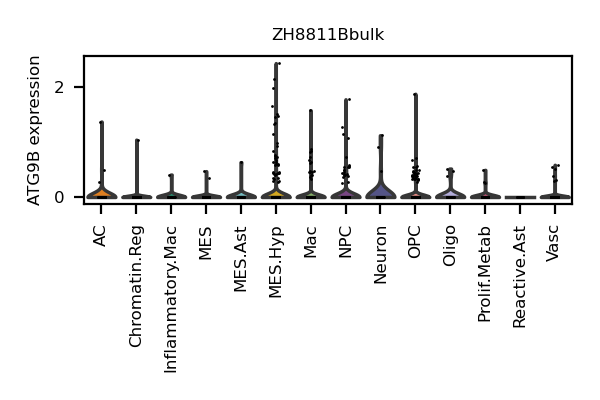 ZH8811Bbulk
ATG9B expression
2
0
AC
Chromatin.Reg
Inflammatory.Mac
MES
MES.Ast
MES.Hyp
Mac
NPC
Neuron
OPC
Oligo
Prolif.Metab
Reactive.Ast
Vasc